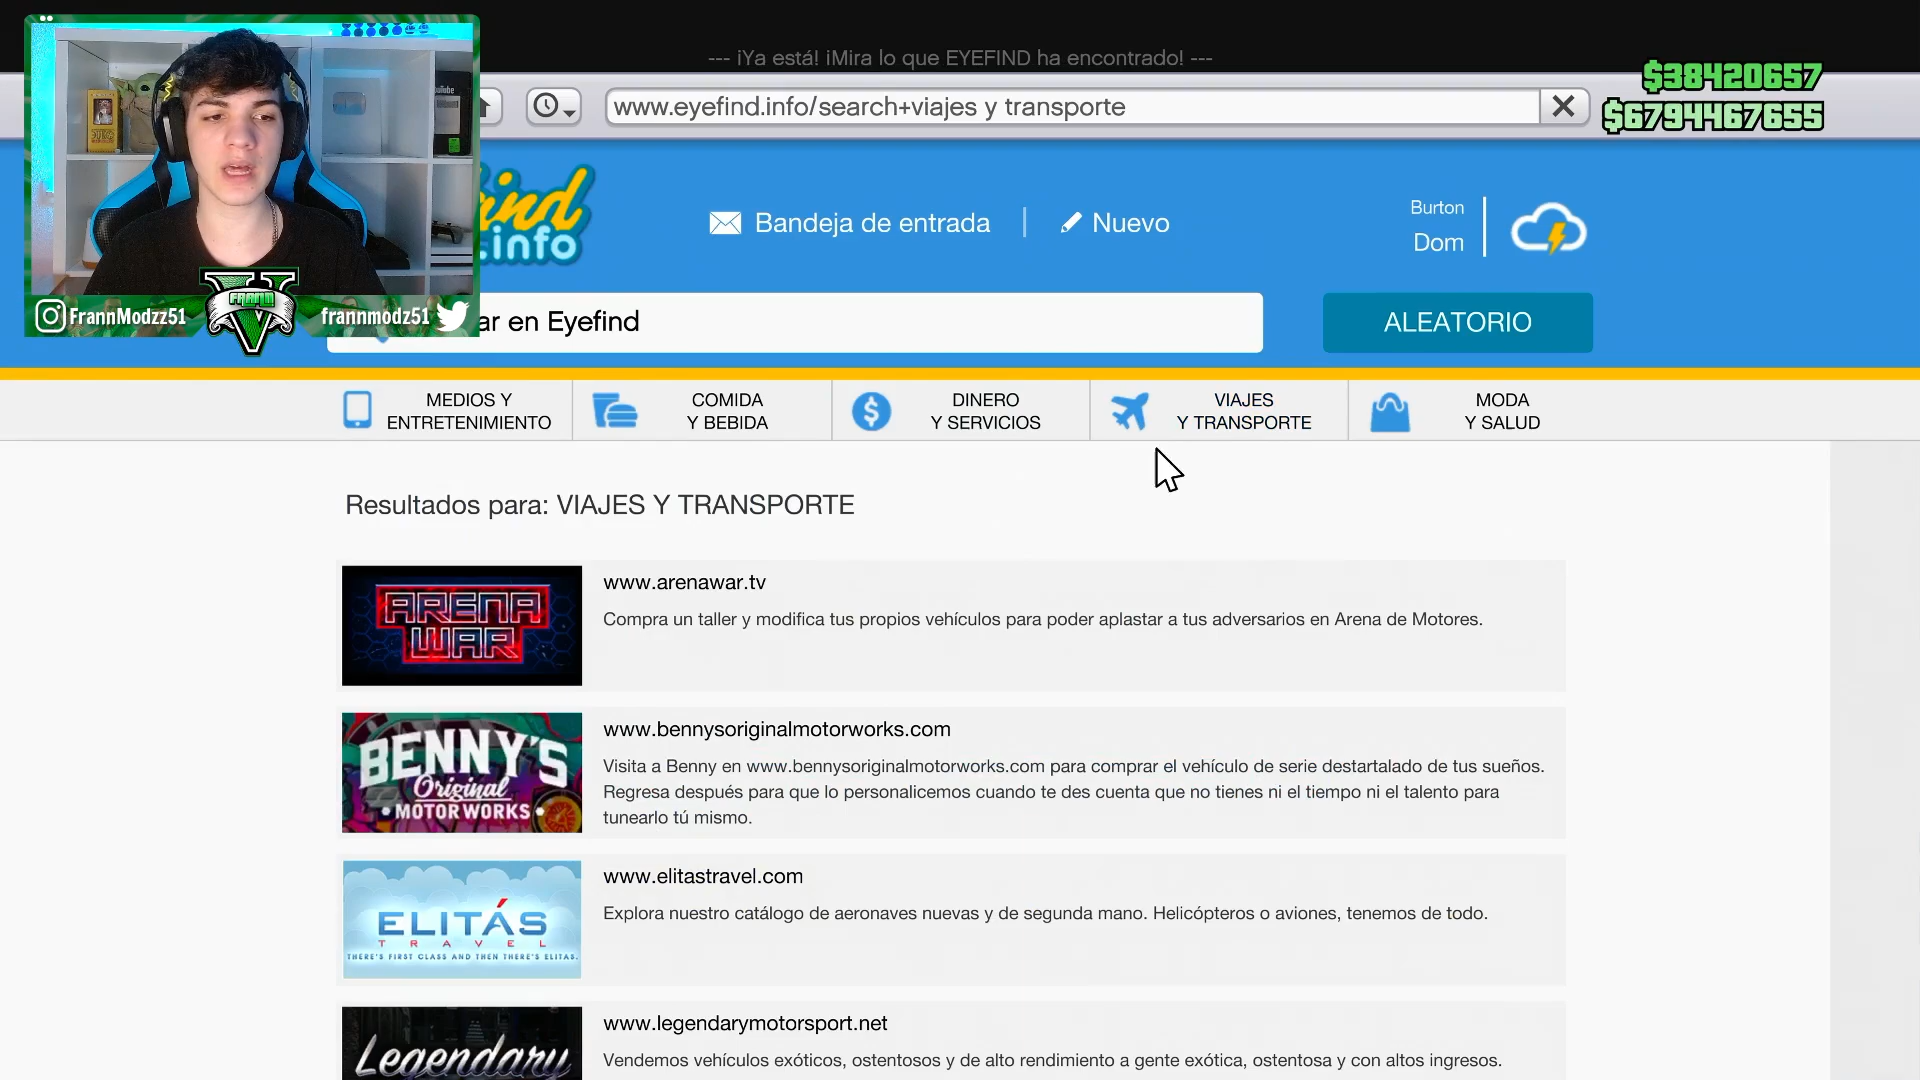 --- ¡Ya está! ¡Mira lo que EYEFIND ha encontrado! ---
$38420657
$6794467655
www.eyefind.info/search+viajes y transporte
YouTube
ind
.info
Bandeja de entrada
Nuevo
Burton
Dom
FrannModzz51
FRANN
V
frannmodz51
ar en Eyefind
ALEATORIO
MEDIOS Y
ENTRETENIMIENTO
COMIDA
Y BEBIDA
DINERO
Y SERVICIOS
VIAJES
Y TRANSPORTE
MODA
Y SALUD
Resultados para: VIAJES Y TRANSPORTE
ARENA
WAR
www.arenawar.tv
Compra un taller y modifica tus propios vehículos para poder aplastar a tus adversarios en Arena de Motores.
BENNY'S
Original
MOTOR WORKS
www.bennysoriginalmotorworks.com
Visita a Benny en www.bennysoriginalmotorworks.com para comprar el vehículo de serie destartalado de tus sueños.
Regresa después para que lo personalicemos cuando te des cuenta que no tienes ni el tiempo ni el talento para
tunearlo tú mismo.
ELITÁS
TRAVEL
THERE'S FIRST CLASS AND THEN THERE'S ELITAS.
www.elitastravel.com
Explora nuestro catálogo de aeronaves nuevas y de segunda mano. Helicópteros o aviones, tenemos de todo.
Legendary
www.legendarymotorsport.net
Vendemos vehículos exóticos, ostentosos y de alto rendimiento a gente exótica, ostentosa y con altos ingresos.